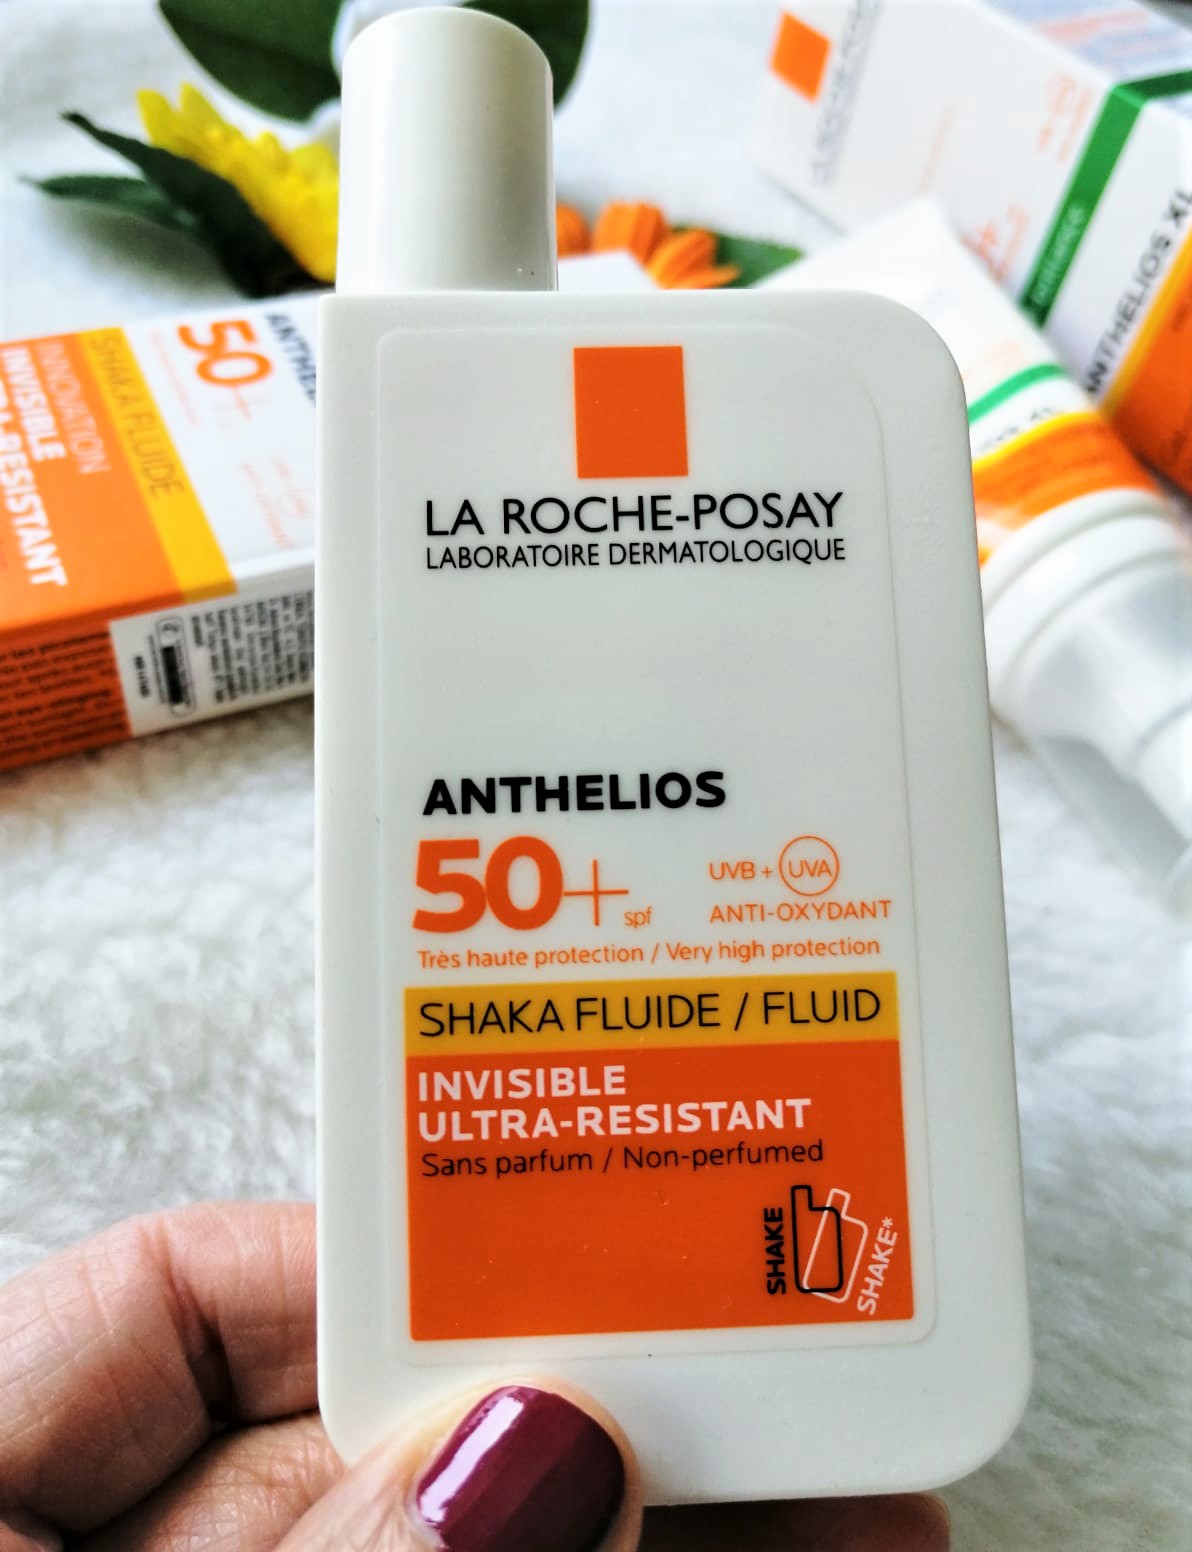 LA ROCHE-POSAY
LABORATOIRE DERMATOLOGIQUE
ANTHELIOS
50+ spf
UVB + UVA
ANTI-OXYDANT
Très haute protection / Very high protection
SHAKA FLUIDE / FLUID
INVISIBLE
ULTRA-RESISTANT
Sans parfum / Non-perfumed
SHAKE
SHAKE*
50+
SHAKA FLUIDE
INNOVATION
INVISIBLE
ANTHELIOS XL